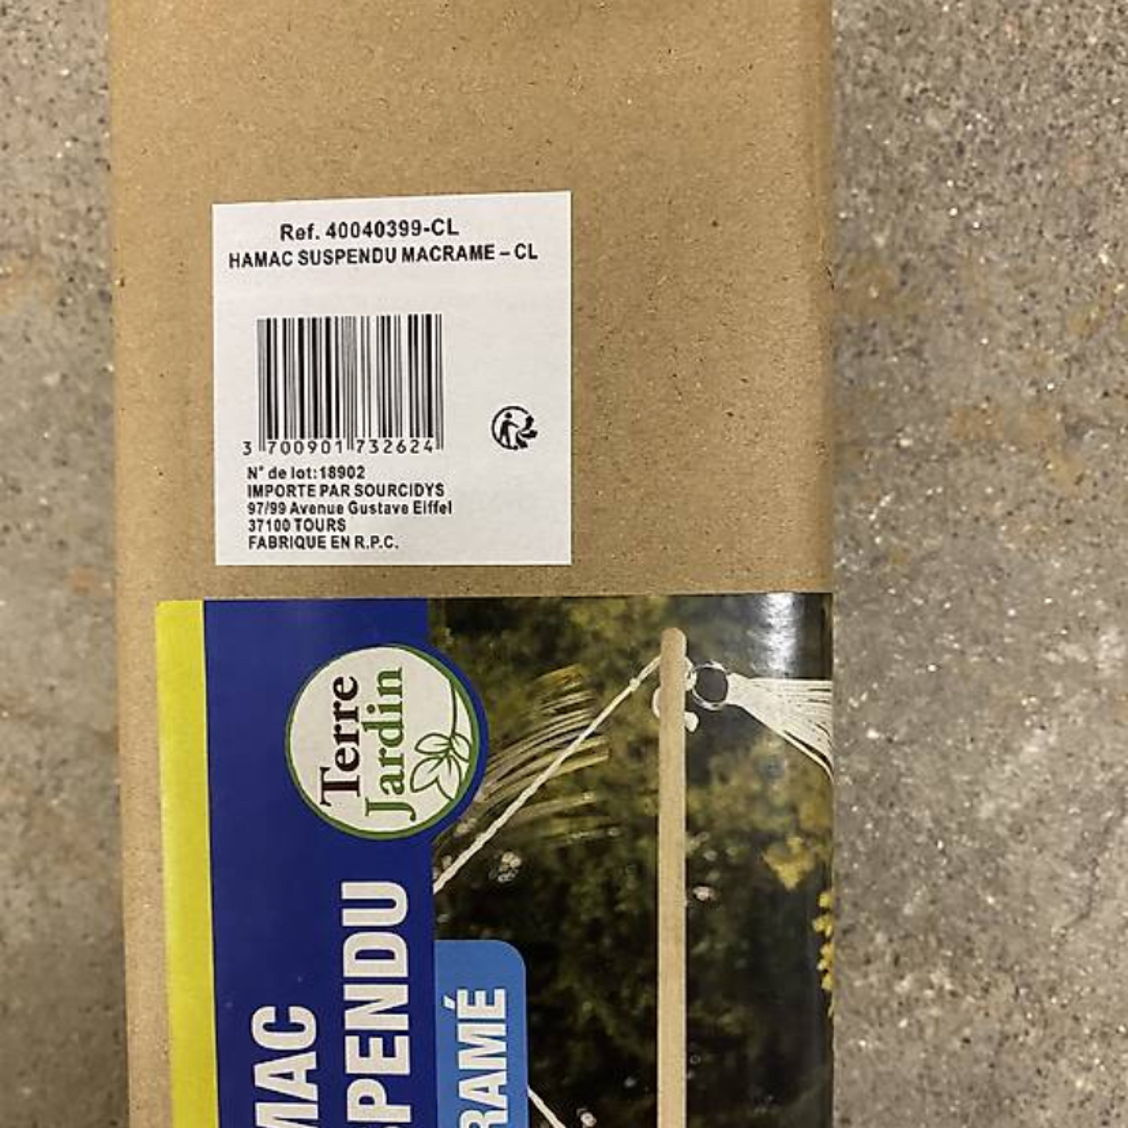 Ref. 40040399-CL
HAMAC SUSPENDU MACRAME – CL
3 700901 732624
N° de lot:18902
IMPORTE PAR SOURCIDYS
97/99 Avenue Gustave Eiffel
37100 TOURS
FABRIQUE EN R.P.C.
Terre
Jardin
MAC
SPENDU
RAMÉ